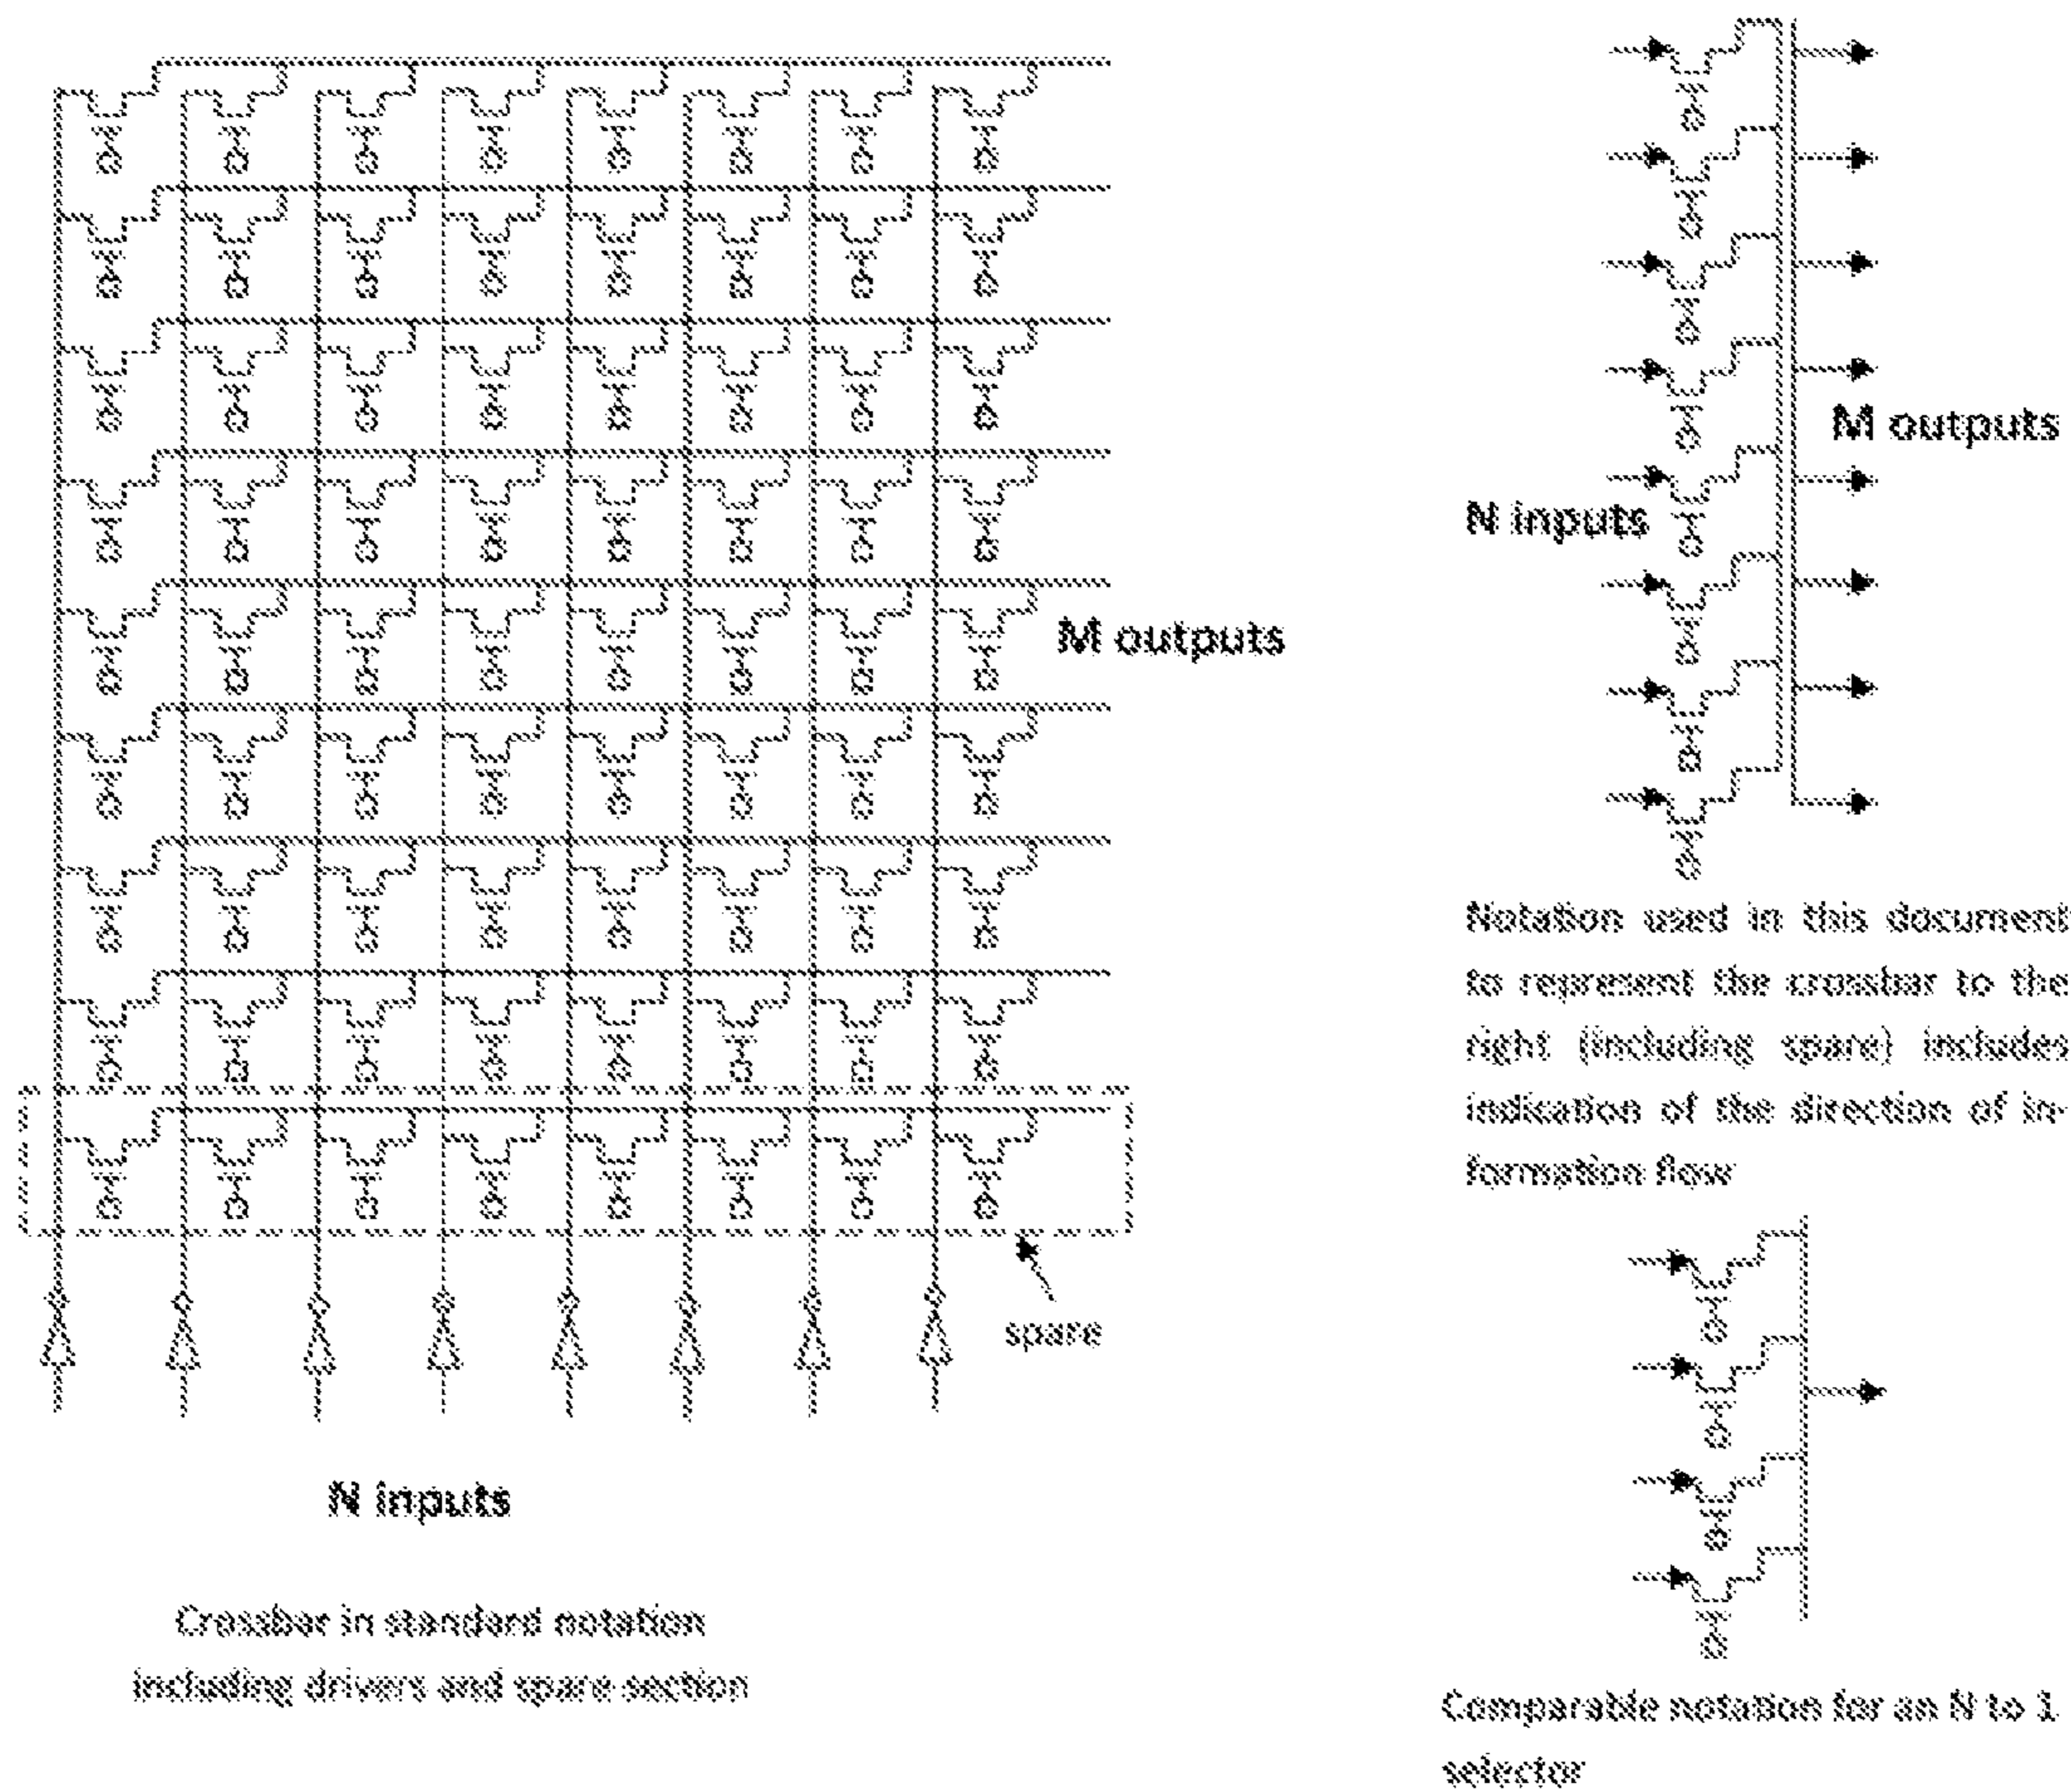 M outputs
spare
N inputs
Crossbar in standard notation
including drivers and spare section
M outputs
N inputs
Notation used in this document
to represent the crossbar to the
right (including spare) includes
indication of the direction of in-
formation flow
Comparable notation for an N to 1
selector